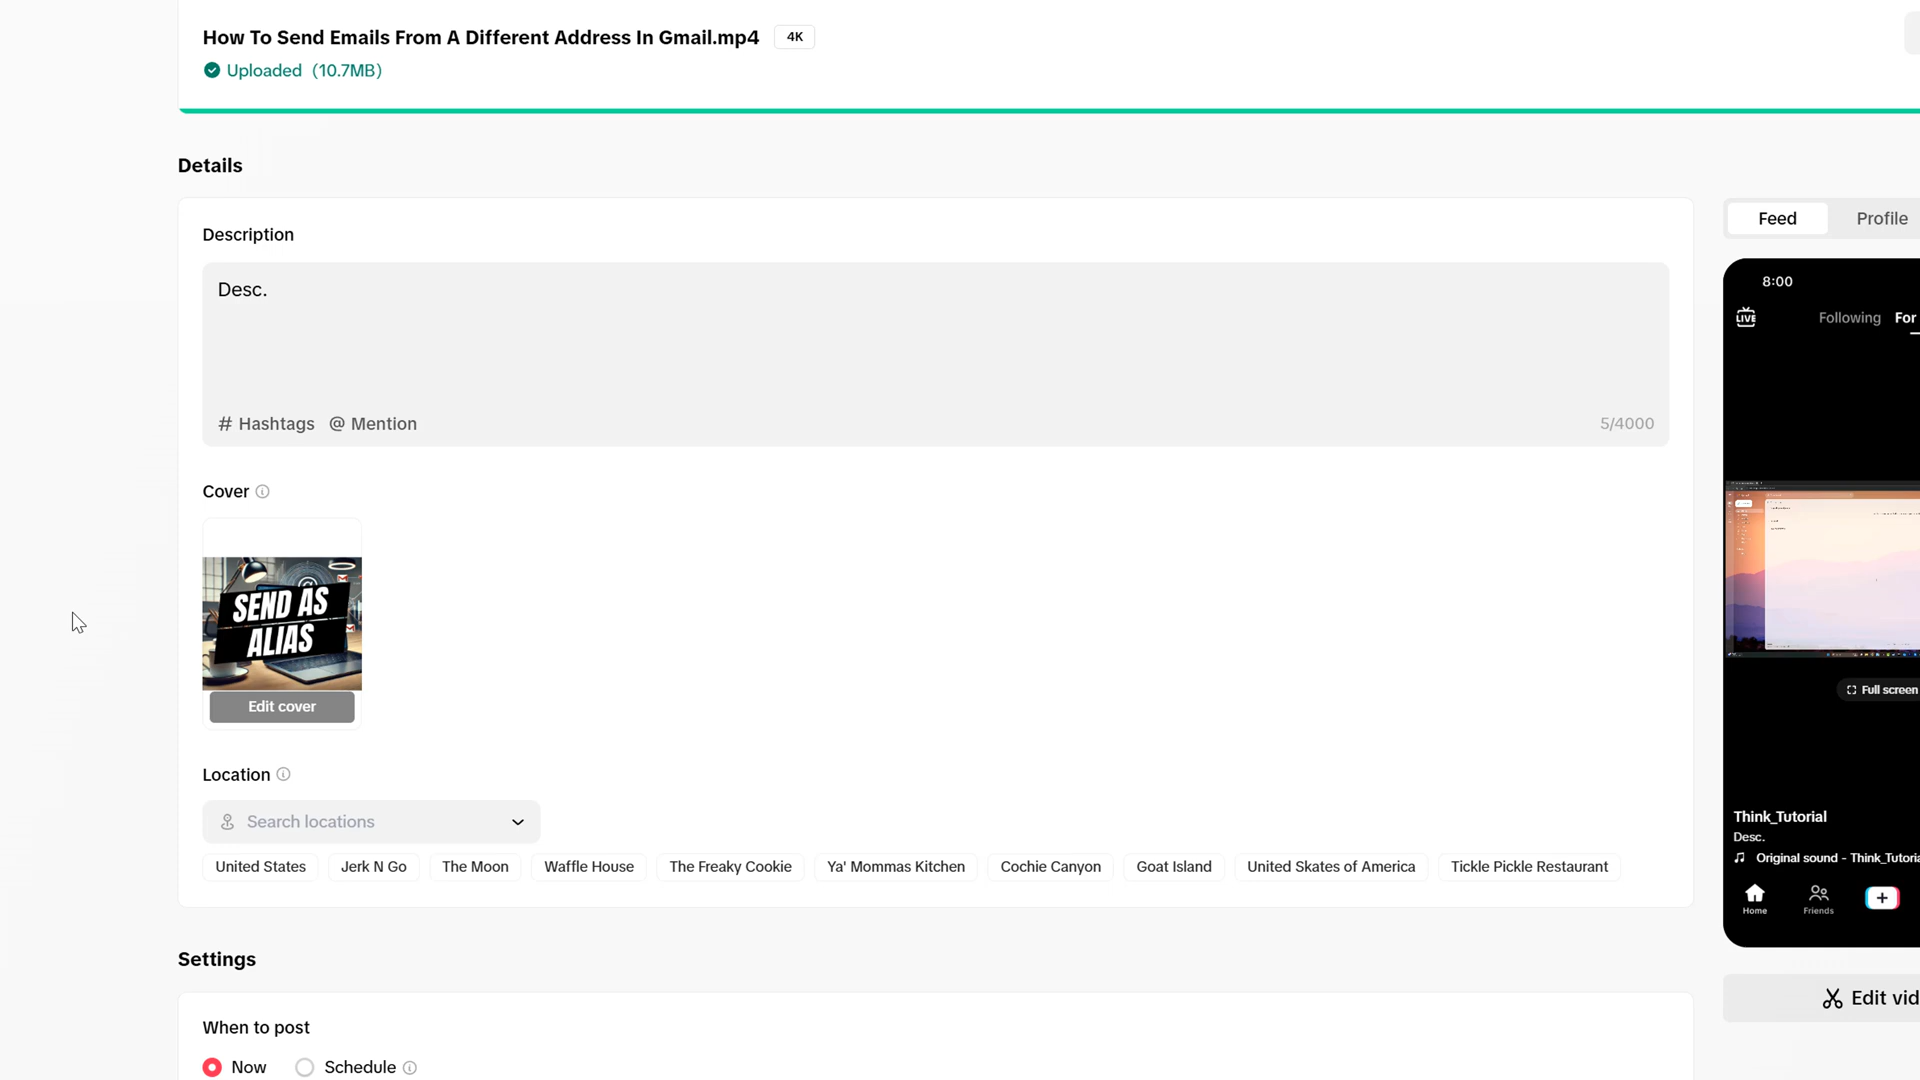 How To Send Emails From A Different Address In Gmail.mp4 4K
Uploaded (10.7MB)
Details
Description
Desc.
# Hashtags @ Mention 5/4000
Cover
SEND AS
ALIAS
Edit cover
Location
Search locations
United States Jerk N Go The Moon Waffle House The Freaky Cookie Ya' Mommas Kitchen Cochie Canyon Goat Island United Skates of America Tickle Pickle Restaurant
Settings
When to post
Now Schedule
Feed Profile
8:00
LIVE Following For
Full screen
Think_Tutorial
Desc.
Original sound - Think_Tutoria
Home Friends
Edit vid